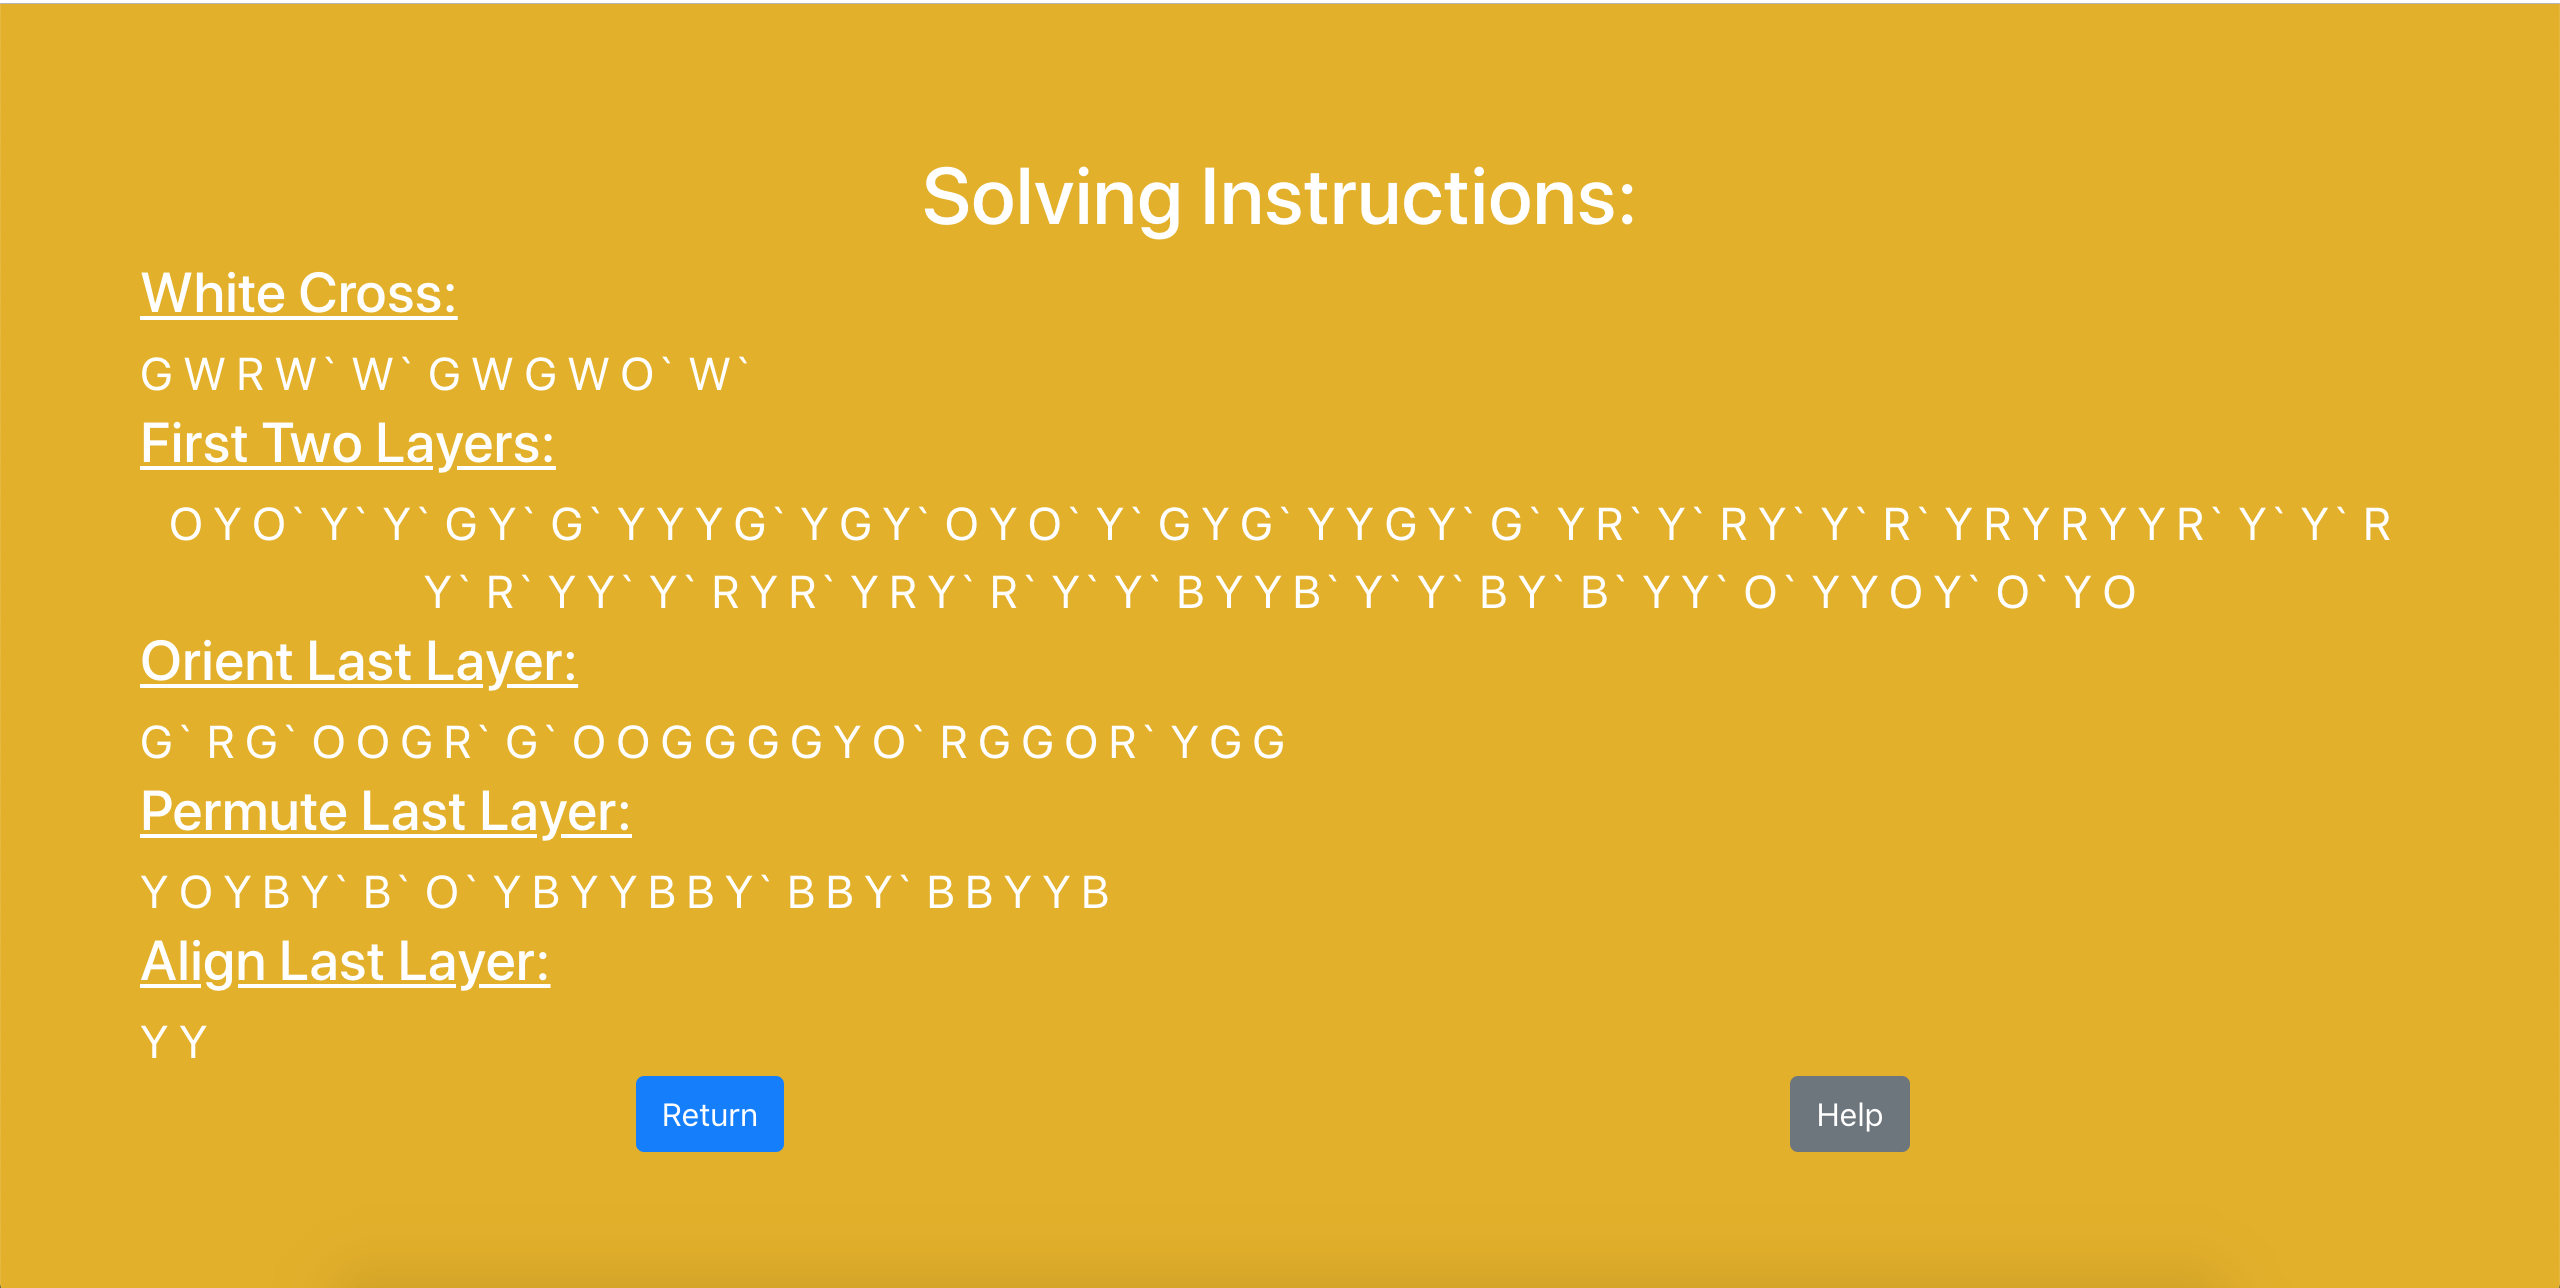 Solving Instructions:
White Cross:
G W R W` W` G W G W O` W`
First Two Layers:
O Y O` Y` Y` G Y` G` Y Y Y G` Y G Y` O Y O` Y` G Y G` Y Y G Y` G` Y R` Y` R Y` Y` R` Y R Y R Y Y R` Y` Y` R
Y` R` Y Y` Y` R Y R` Y R Y` R` Y` Y` B Y Y B` Y` Y` B Y` B` Y Y` O` Y Y O Y` O` Y O
Orient Last Layer:
G` R G` O O G R` G` O O G G G G Y O` R G G O R` Y G G
Permute Last Layer:
Y O Y B Y` B` O` Y B Y Y B B Y` B B Y` B B Y Y B
Align Last Layer:
Y Y
Return
Help